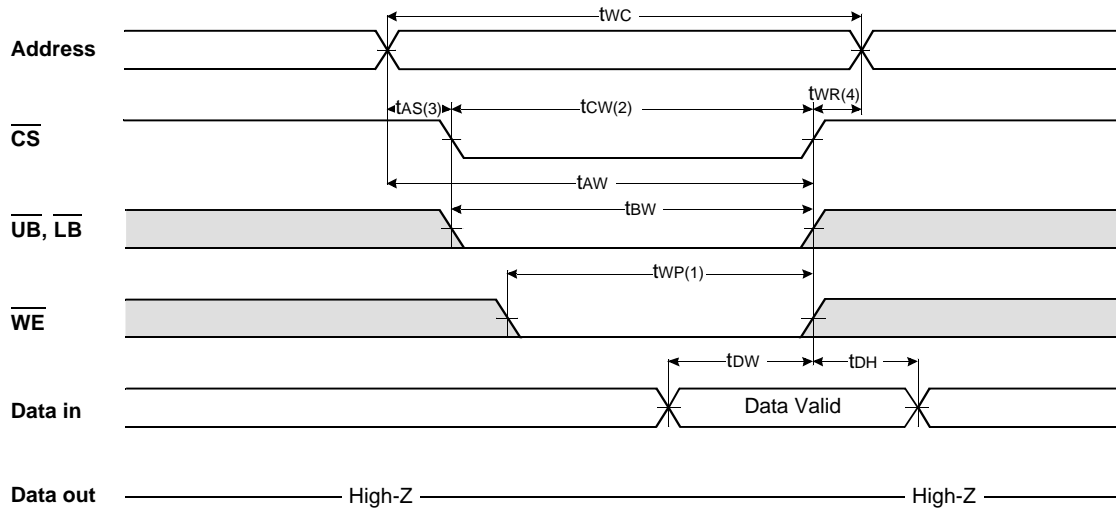 tWC
Address
tAS(3)
tCW(2)
tWR(4)
CS
tAW
tBW
UB, LB
tWP(1)
WE
tDW
tDH
Data in
Data Valid
Data out
High-Z
High-Z